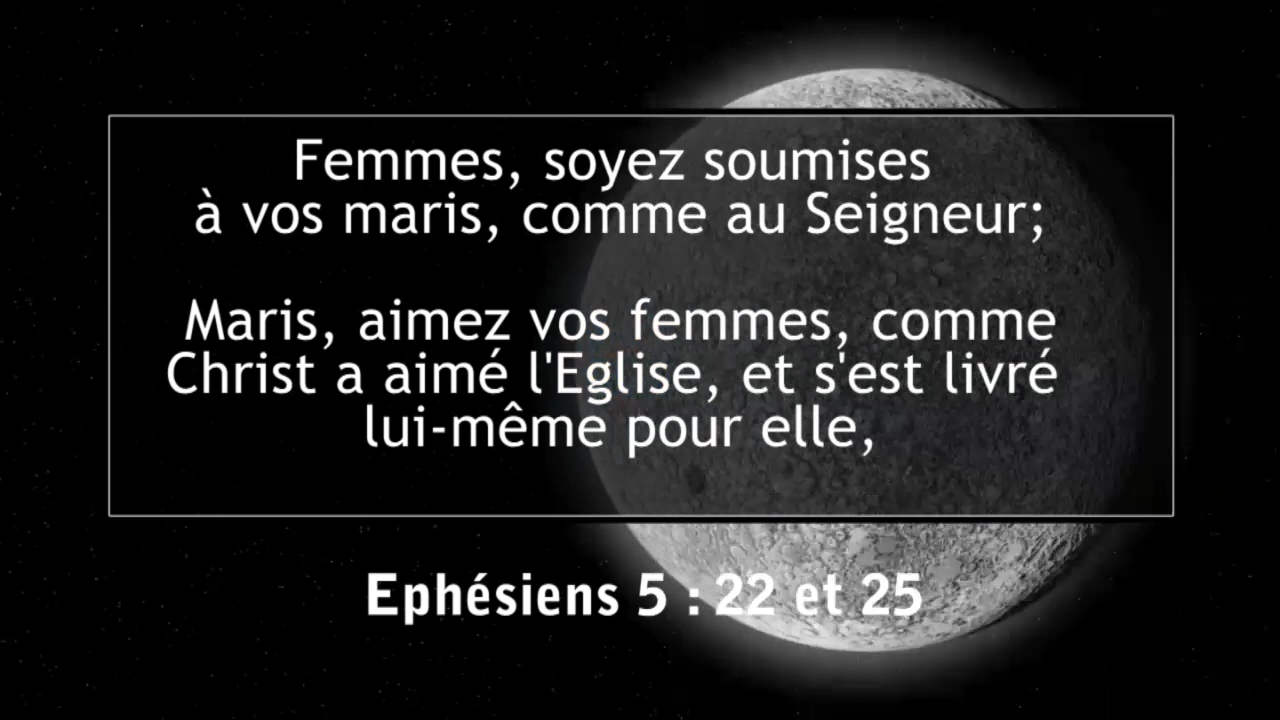 Femmes, soyez soumises
à vos maris, comme au Seigneur;
Maris, aimez vos femmes, comme
Christ a aimé l'Eglise, et s'est livré
lui-même pour elle,
Ephésiens 5 : 22 et 25